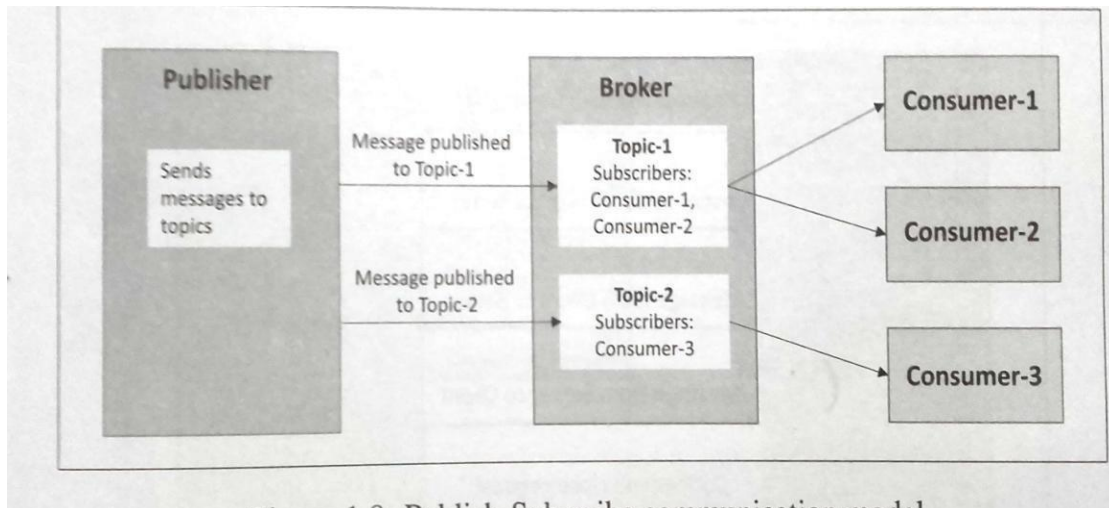 Publisher
Sends
messages to
topics
Message published
to Topic-1
Message published
to Topic-2
Broker
Topic-1
Subscribers:
Consumer-1,
Consumer-2
Topic-2
Subscribers:
Consumer-3
Consumer-1
Consumer-2
Consumer-3
Publish-Subscribe communication model